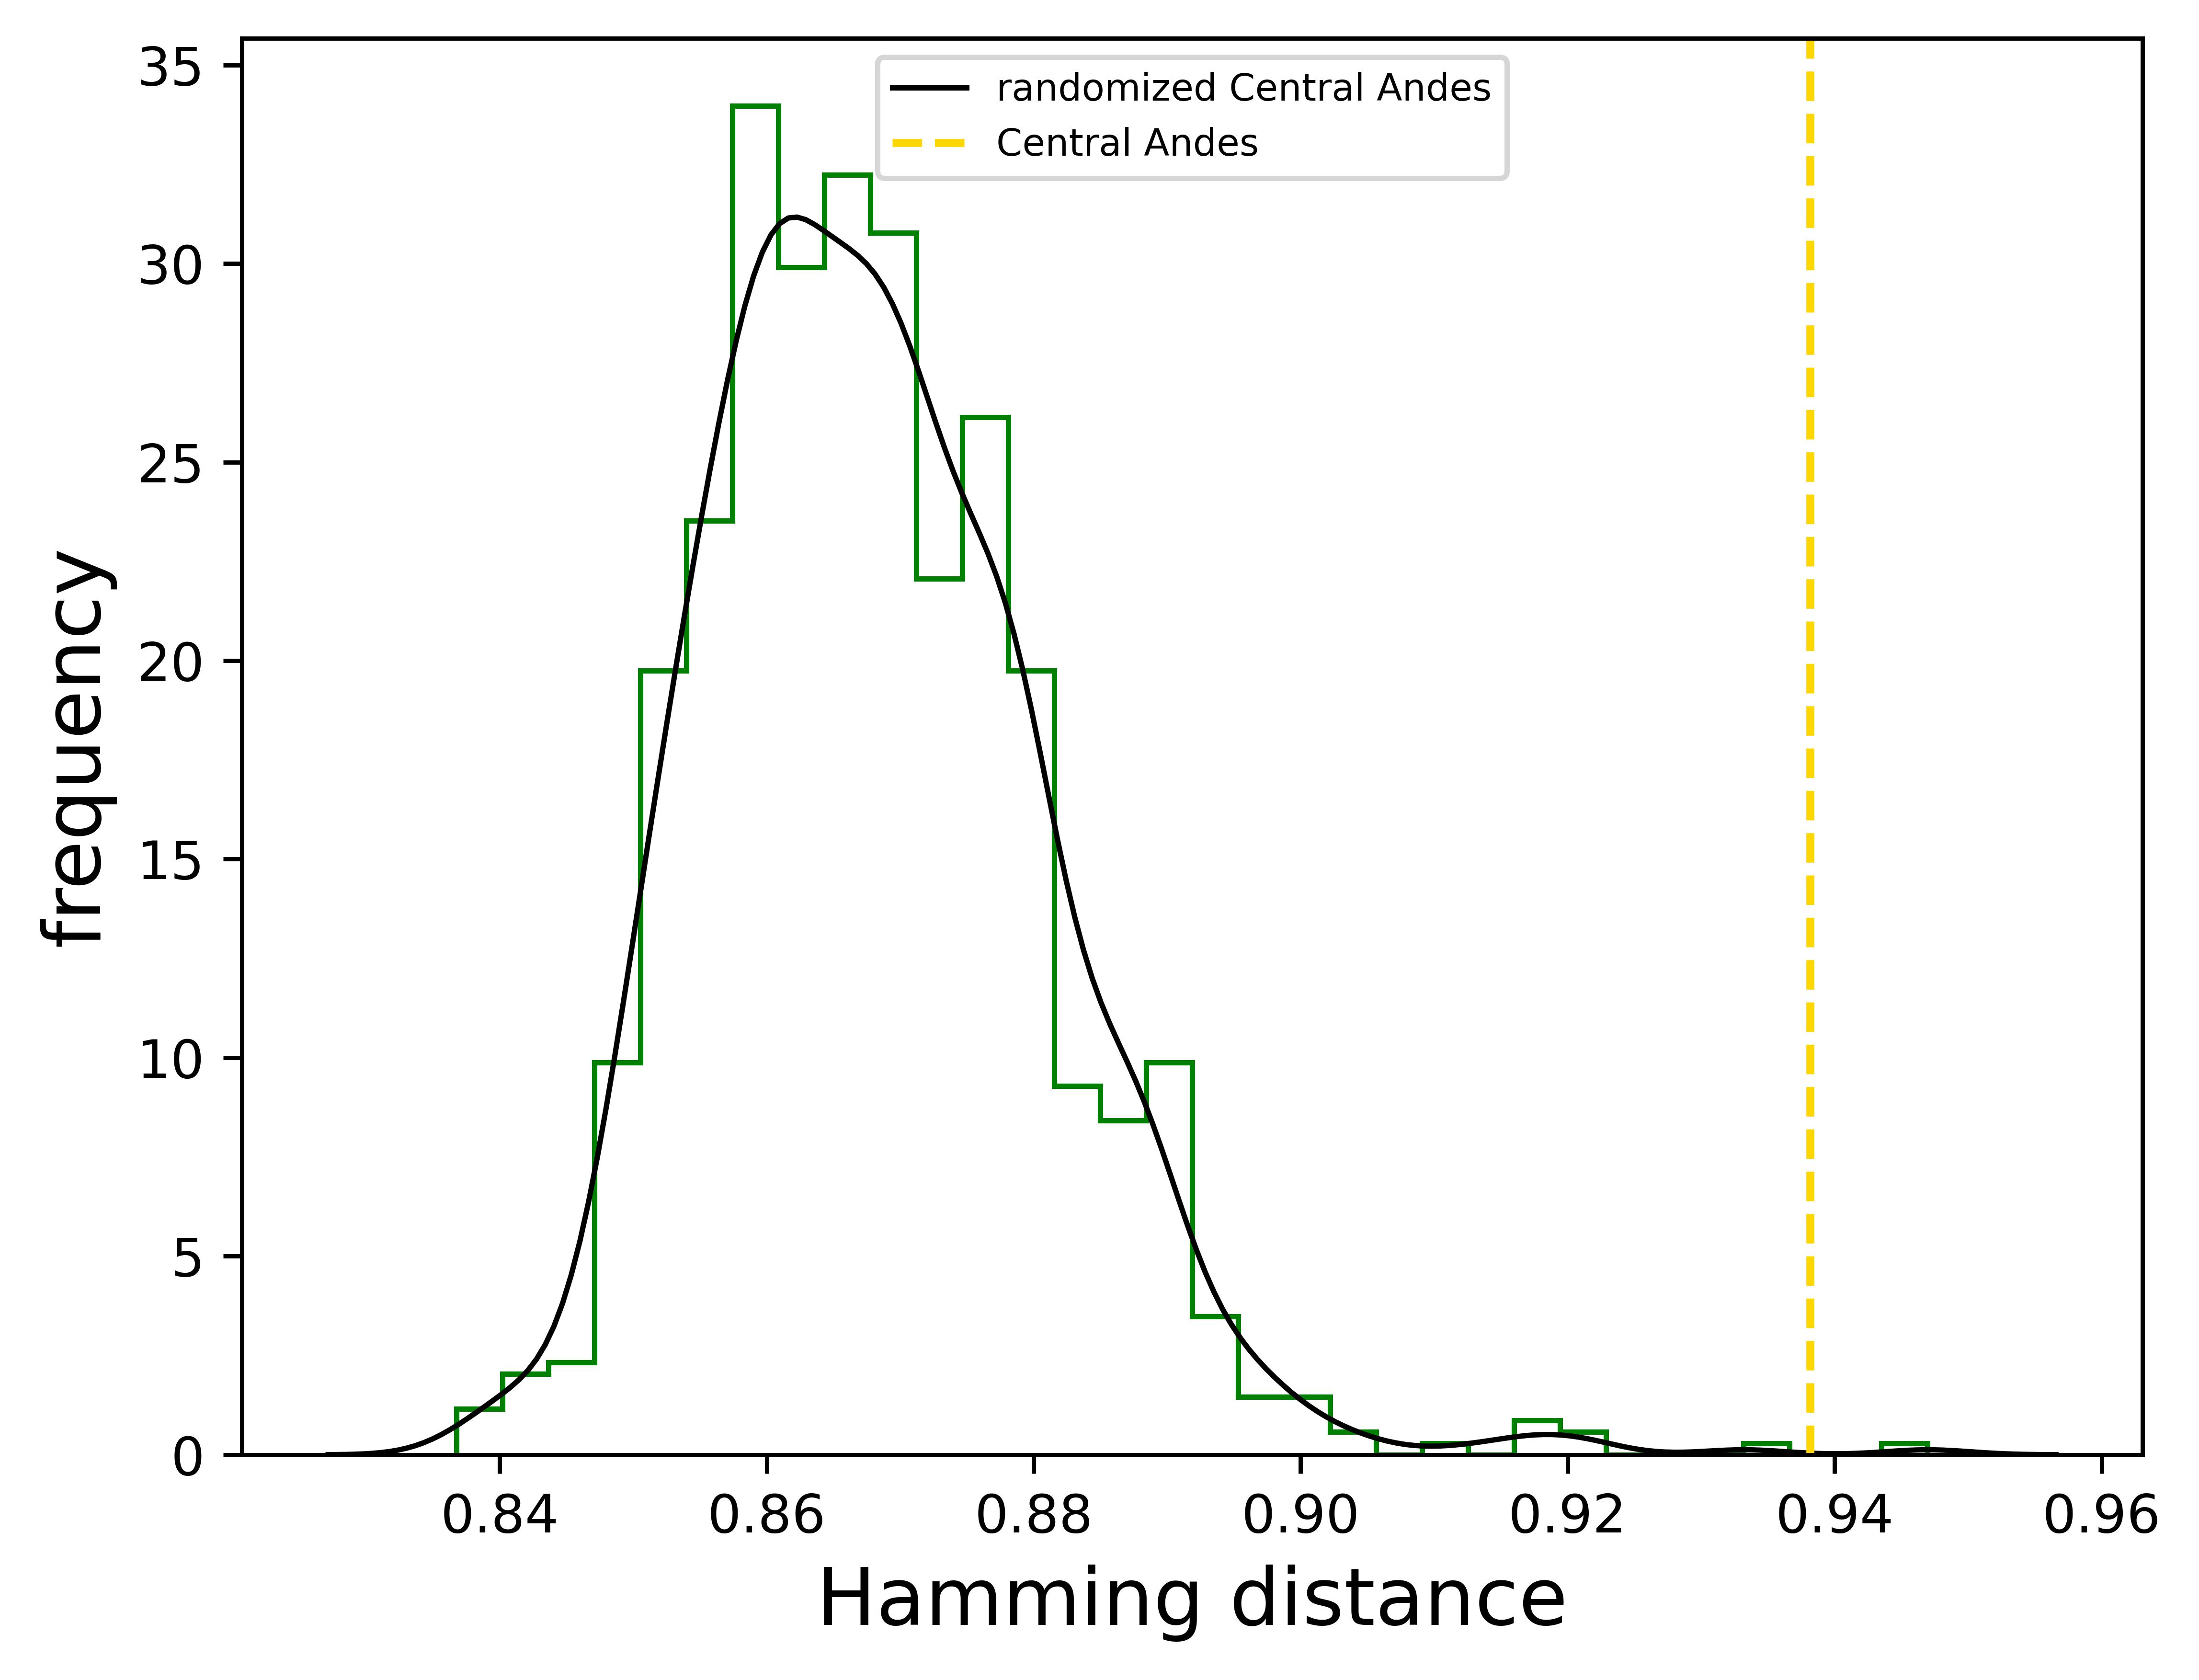 randomized Central Andes
Central Andes
frequency
35
30
25
20
15
10
5
0
0.84 0.86 0.88 0.90 0.92 0.94 0.96
Hamming distance